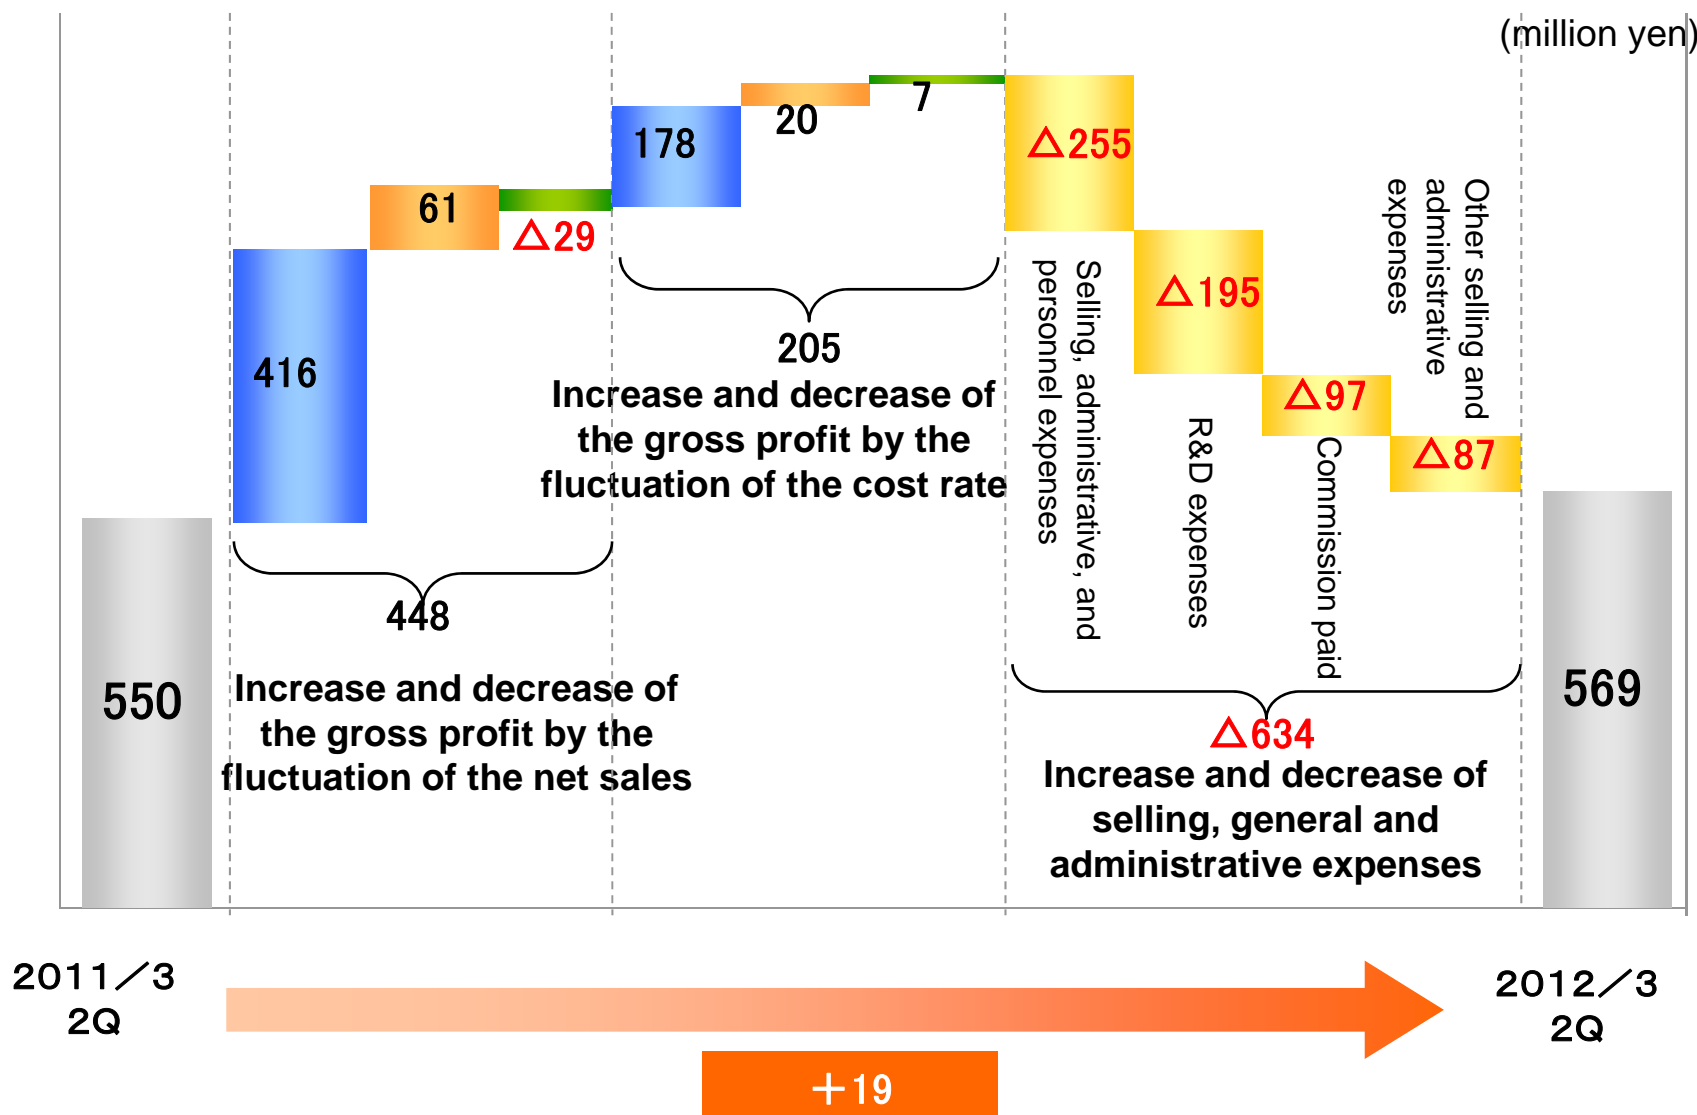 (million yen)
416
61
△29
178
20
7
△255
△195
△97
△87
Selling, administrative, and
personnel expenses
R&D expenses
Commission paid
Other selling and
administrative
expenses
448
Increase and decrease of
the gross profit by the
fluctuation of the net sales
205
Increase and decrease of
the gross profit by the
fluctuation of the cost rate
△634
Increase and decrease of
selling, general and
administrative expenses
550
569
2011／3
2Q
2012／3
2Q
＋19